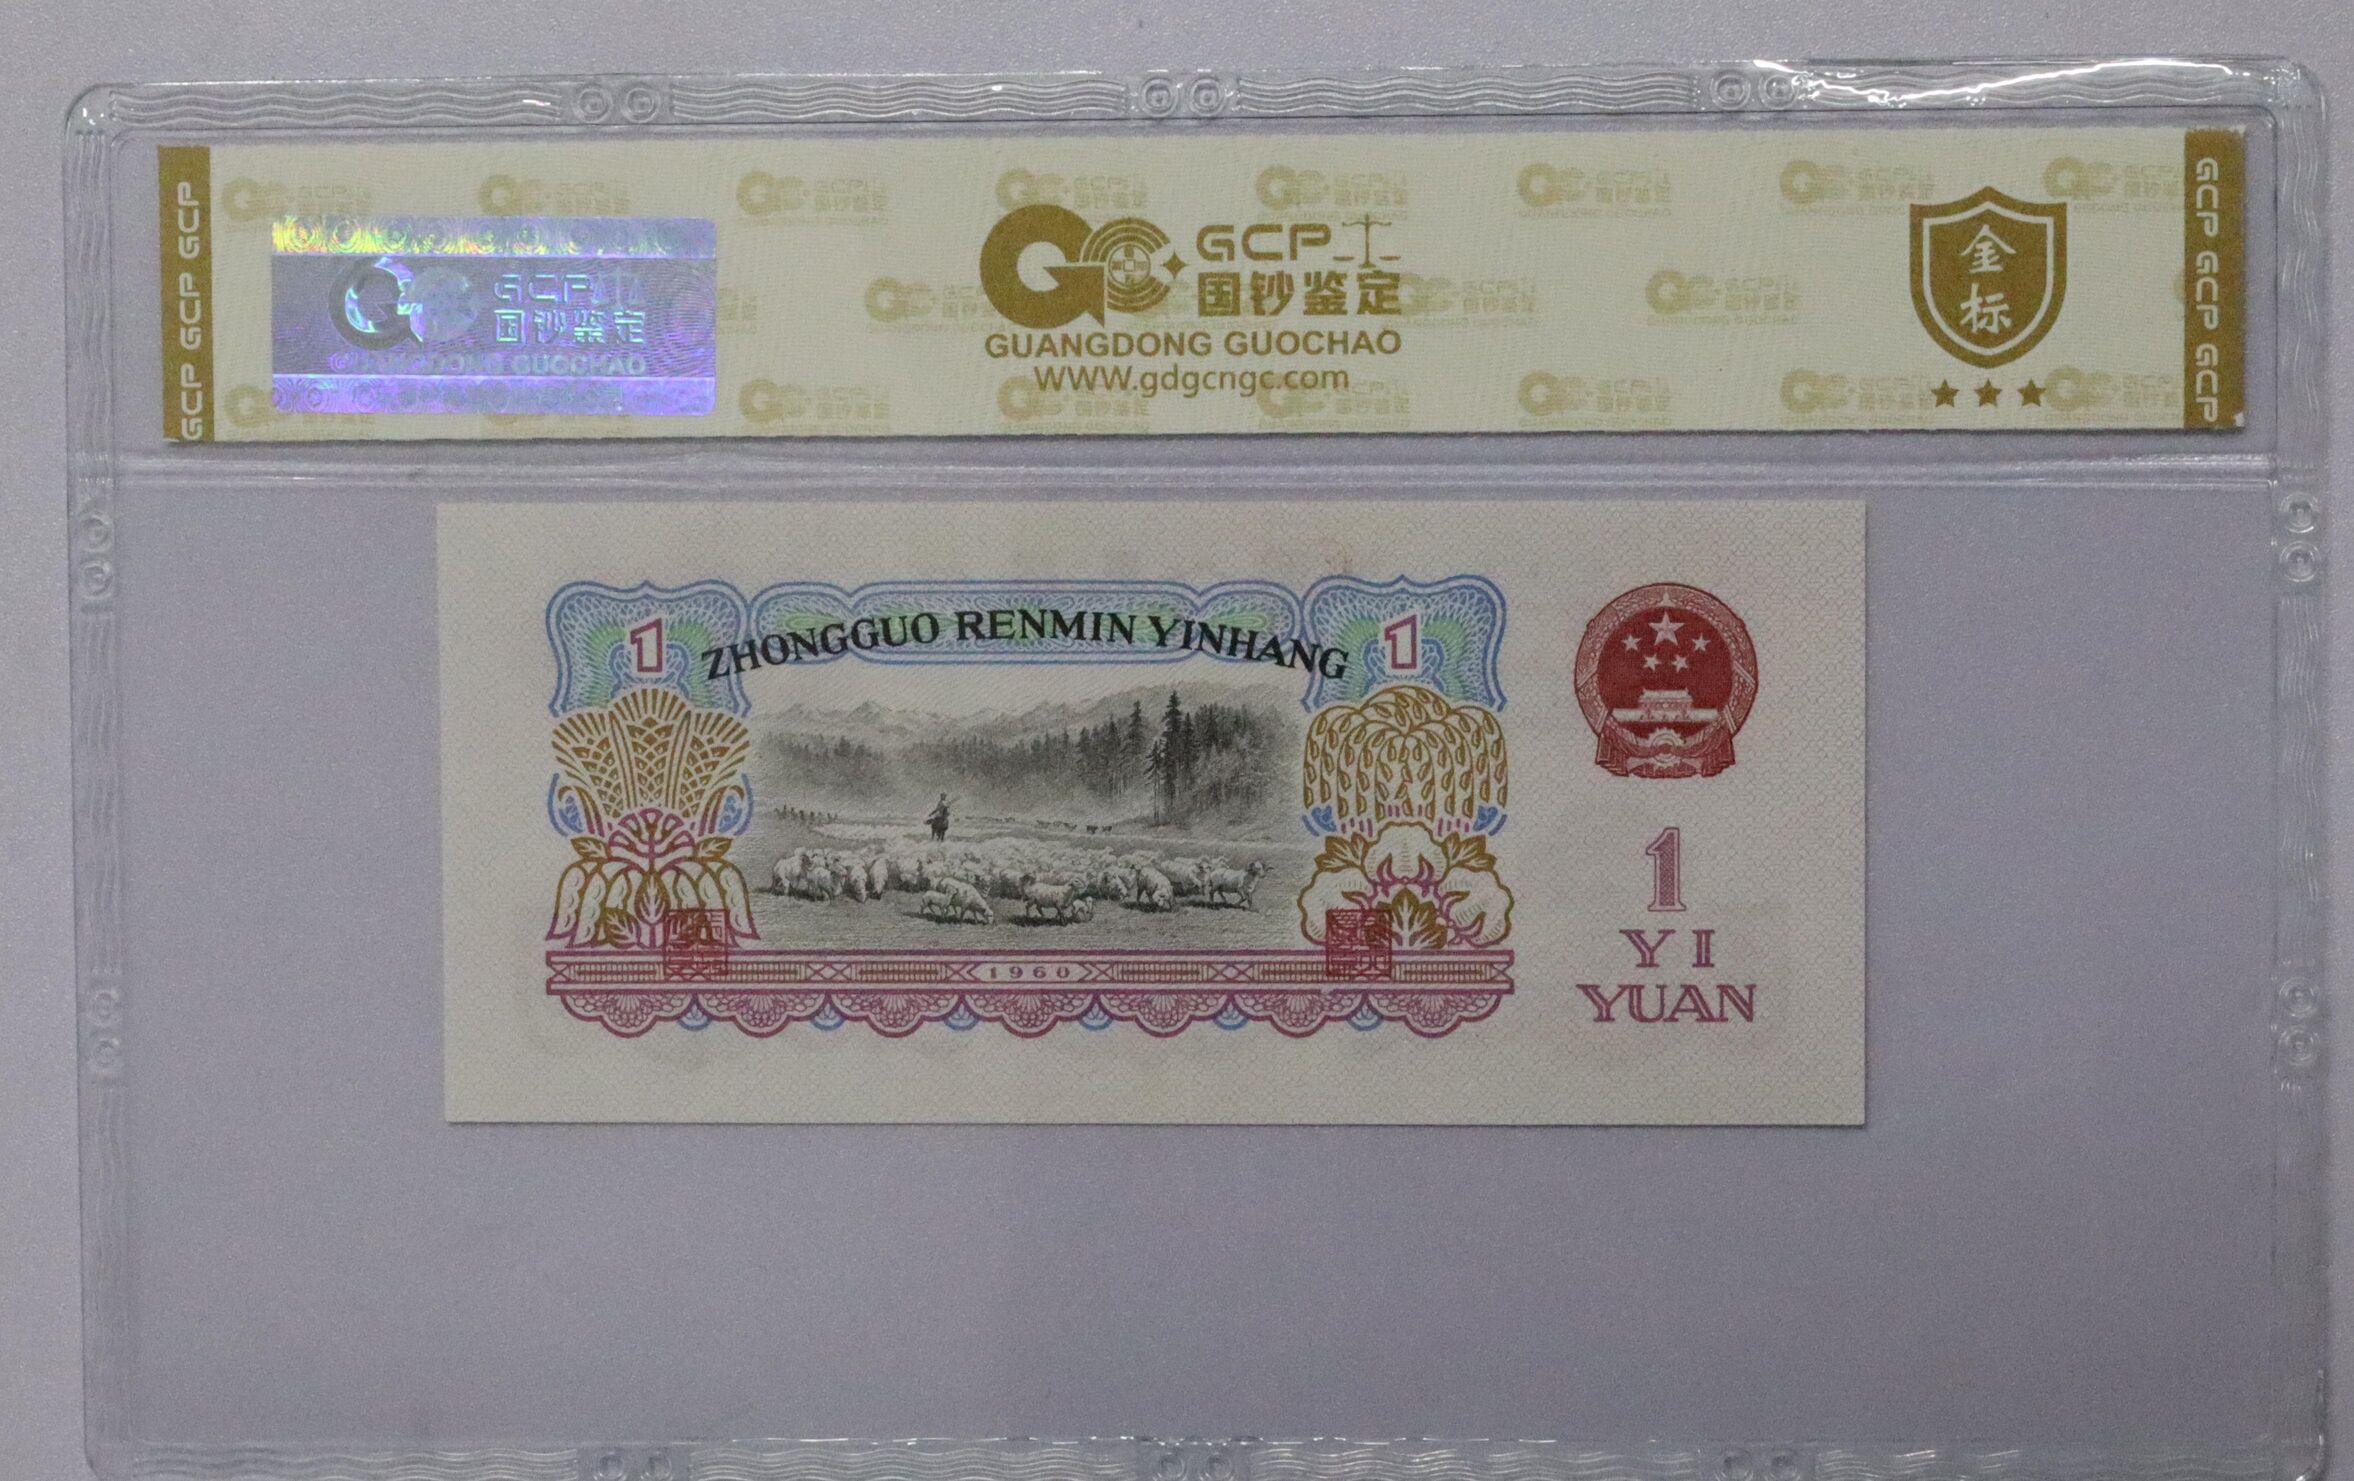 GCP GCP GCP
GCP
国钞鉴定
GUANGDONG GUOCHAO
GCP
国钞鉴定
GUANGDONG GUOCHAO
WWW.gdgcngc.com
金
标
GCP GCP GCP
1
ZHONGGUO RENMIN YINHANG
1
1960
1
YI
YUAN